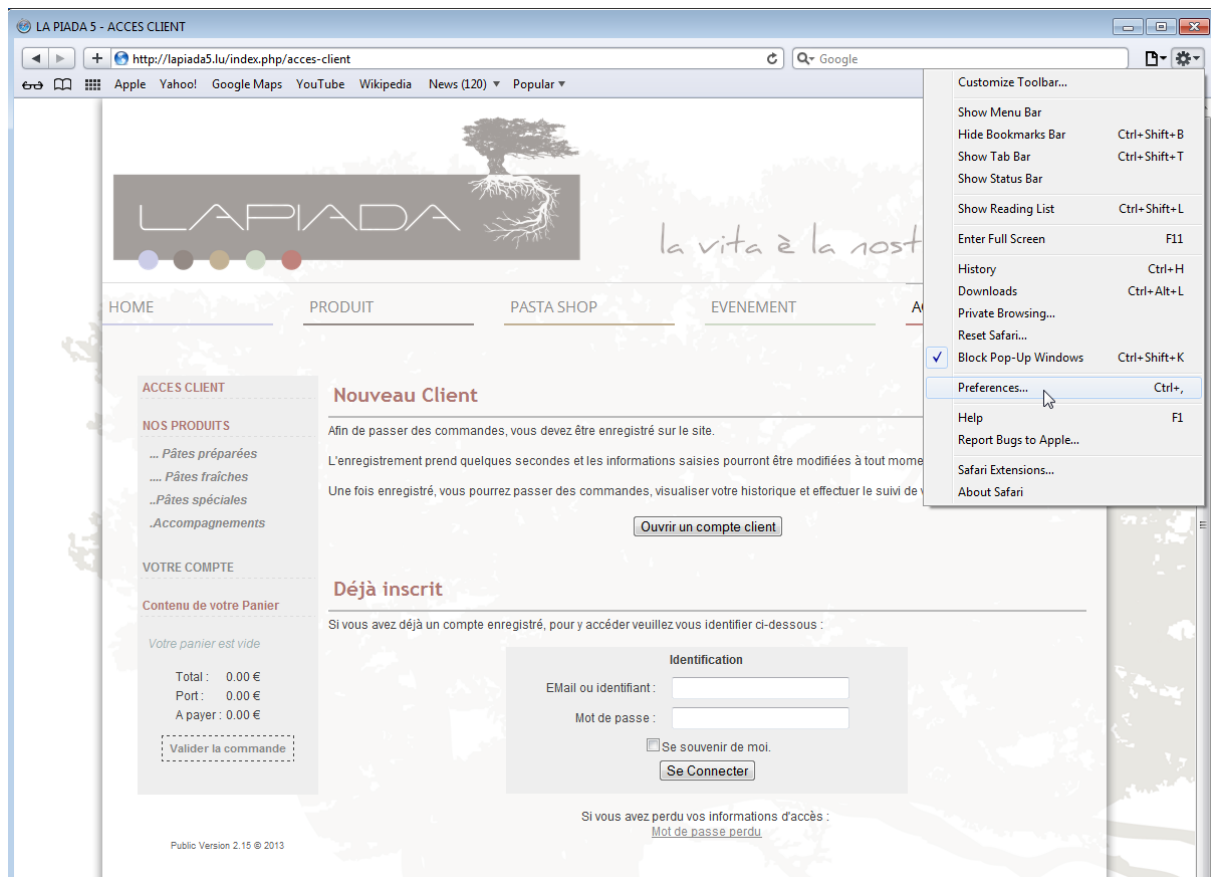 LA PIADA 5 - ACCES CLIENT
http://lapiada5.lu/index.php/acces-client
Google
Apple Yahoo! Google Maps YouTube Wikipedia News (120) ▾ Popular ▾
Customize Toolbar...
Show Menu Bar
Hide Bookmarks Bar Ctrl+Shift+B
Show Tab Bar Ctrl+Shift+T
Show Status Bar
Show Reading List Ctrl+Shift+L
Enter Full Screen F11
History Ctrl+H
Downloads Ctrl+Alt+L
Private Browsing...
Reset Safari...
Block Pop-Up Windows Ctrl+Shift+K
Preferences... Ctrl+,
Help F1
Report Bugs to Apple...
Safari Extensions...
About Safari
LAPIADA
la vita è la nost
HOME PRODUIT PASTA SHOP EVENEMENT
ACCES CLIENT
NOS PRODUITS
... Pâtes préparées
.... Pâtes fraîches
..Pâtes spéciales
.Accompagnements
VOTRE COMPTE
Contenu de votre Panier
Votre panier est vide
Total : 0.00 €
Port : 0.00 €
A payer : 0.00 €
Valider la commande
Public Version 2.15 © 2013
Nouveau Client
Afin de passer des commandes, vous devez être enregistré sur le site.
L'enregistrement prend quelques secondes et les informations saisies pourront être modifiées à tout mome
Une fois enregistré, vous pourrez passer des commandes, visualiser votre historique et effectuer le suivi de
Ouvrir un compte client
Déjà inscrit
Si vous avez déjà un compte enregistré, pour y accéder veuillez vous identifier ci-dessous :
Identification
EMail ou identifiant :
Mot de passe :
Se souvenir de moi.
Se Connecter
Si vous avez perdu vos informations d'accès :
Mot de passe perdu